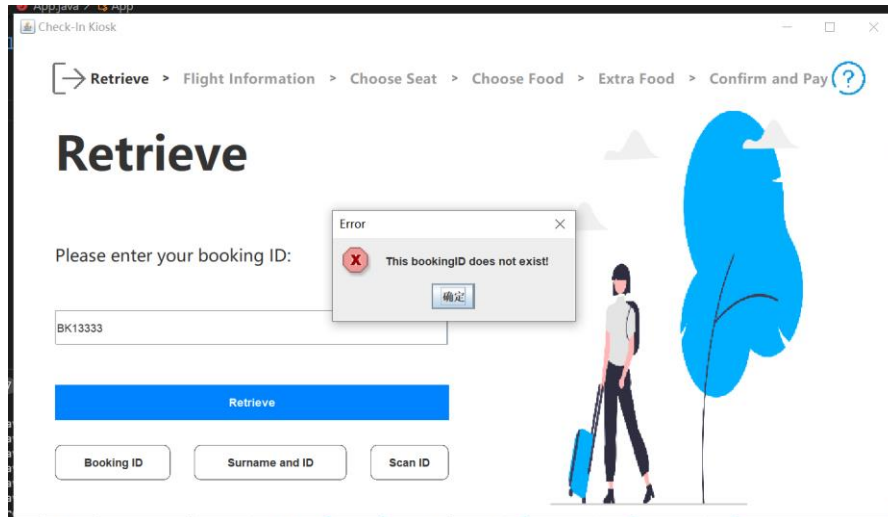 App.java > App
Check-In Kiosk
Retrieve > Flight Information > Choose Seat > Choose Food > Extra Food > Confirm and Pay ?
Retrieve
Error
Please enter your booking ID:
X This bookingID does not exist!
确定
BK13333
Retrieve
Booking ID Surname and ID Scan ID